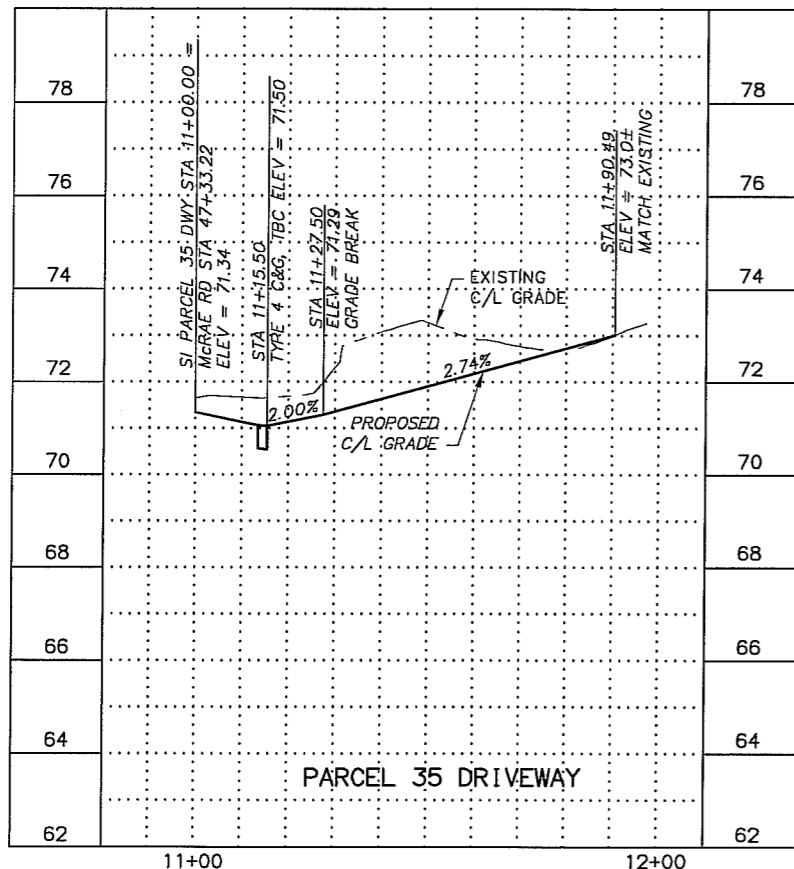 78
76
74
72
70
68
66
64
62
SI PARCEL 35 DWY STA 11+00.00 =
McRAE RD STA 47+33.22
ELEV = 71.34
STA 11+15.50
TYPE 4 C&G, TBC ELEV = 71.50
STA 11+27.50
ELEV = 71.29
GRADE BREAK
EXISTING
C/L GRADE
STA 11+90.49
ELEV = 73.0±
MATCH EXISTING
2.00%
2.74%
PROPOSED
C/L GRADE
PARCEL 35 DRIVEWAY
78
76
74
72
70
68
66
64
62
11+00
12+00